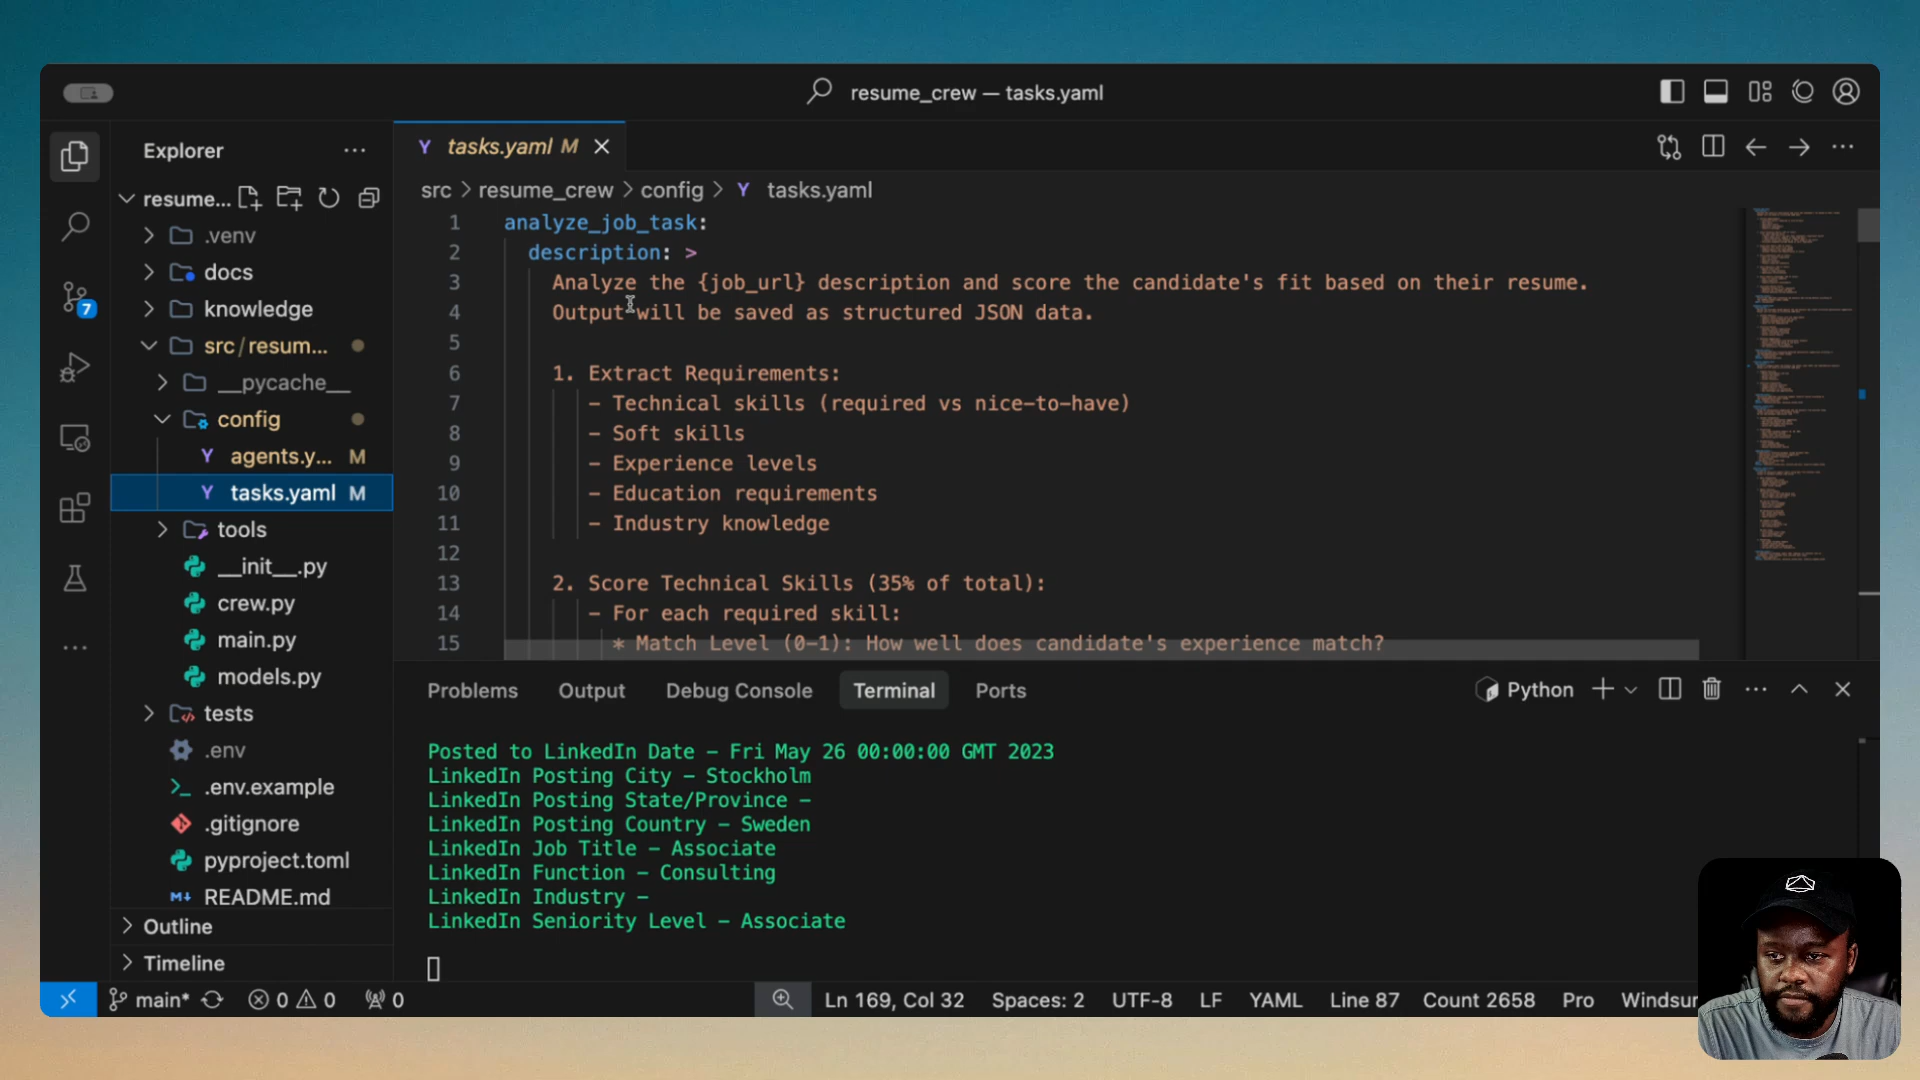 resume_crew — tasks.yaml
Explorer
resume...
.venv
docs
knowledge
src/resum...
__pycache__
config
agents.y... M
tasks.yaml M
tools
__init__.py
crew.py
main.py
models.py
tests
.env
.env.example
.gitignore
pyproject.toml
README.md
Outline
Timeline
7
tasks.yaml M
src > resume_crew > config > Y tasks.yaml
1 analyze_job_task:
2 description: >
3 Analyze the {job_url} description and score the candidate's fit based on their resume.
4 Output will be saved as structured JSON data.
5
6 1. Extract Requirements:
7 - Technical skills (required vs nice-to-have)
8 - Soft skills
9 - Experience levels
10 - Education requirements
11 - Industry knowledge
12
13 2. Score Technical Skills (35% of total):
14 - For each required skill:
15 * Match Level (0-1): How well does candidate's experience match?
Problems Output Debug Console Terminal Ports Python
Posted to LinkedIn Date - Fri May 26 00:00:00 GMT 2023
LinkedIn Posting City - Stockholm
LinkedIn Posting State/Province -
LinkedIn Posting Country - Sweden
LinkedIn Job Title - Associate
LinkedIn Function - Consulting
LinkedIn Industry -
LinkedIn Seniority Level - Associate
main* 0 0 0 Ln 169, Col 32 Spaces: 2 UTF-8 LF YAML Line 87 Count 2658 Pro Windsur